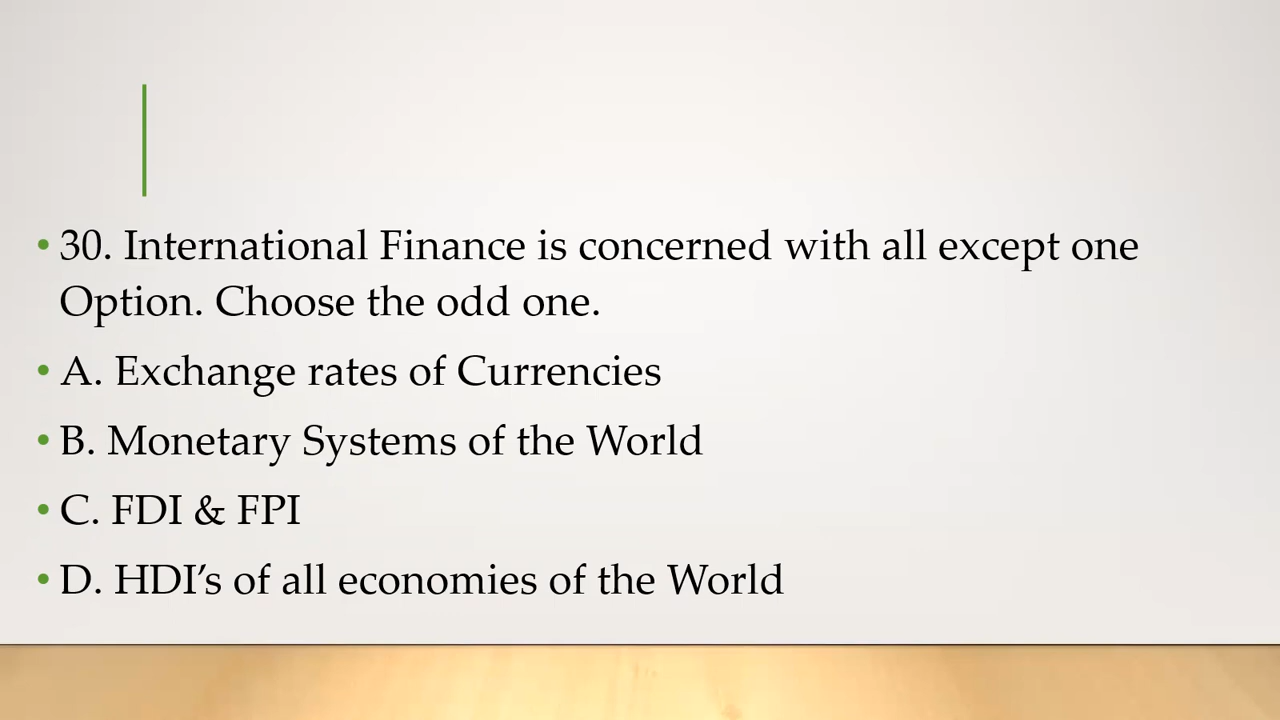 • 30. International Finance is concerned with all except one
Option. Choose the odd one.
• A. Exchange rates of Currencies
• B. Monetary Systems of the World
• C. FDI & FPI
• D. HDI’s of all economies of the World